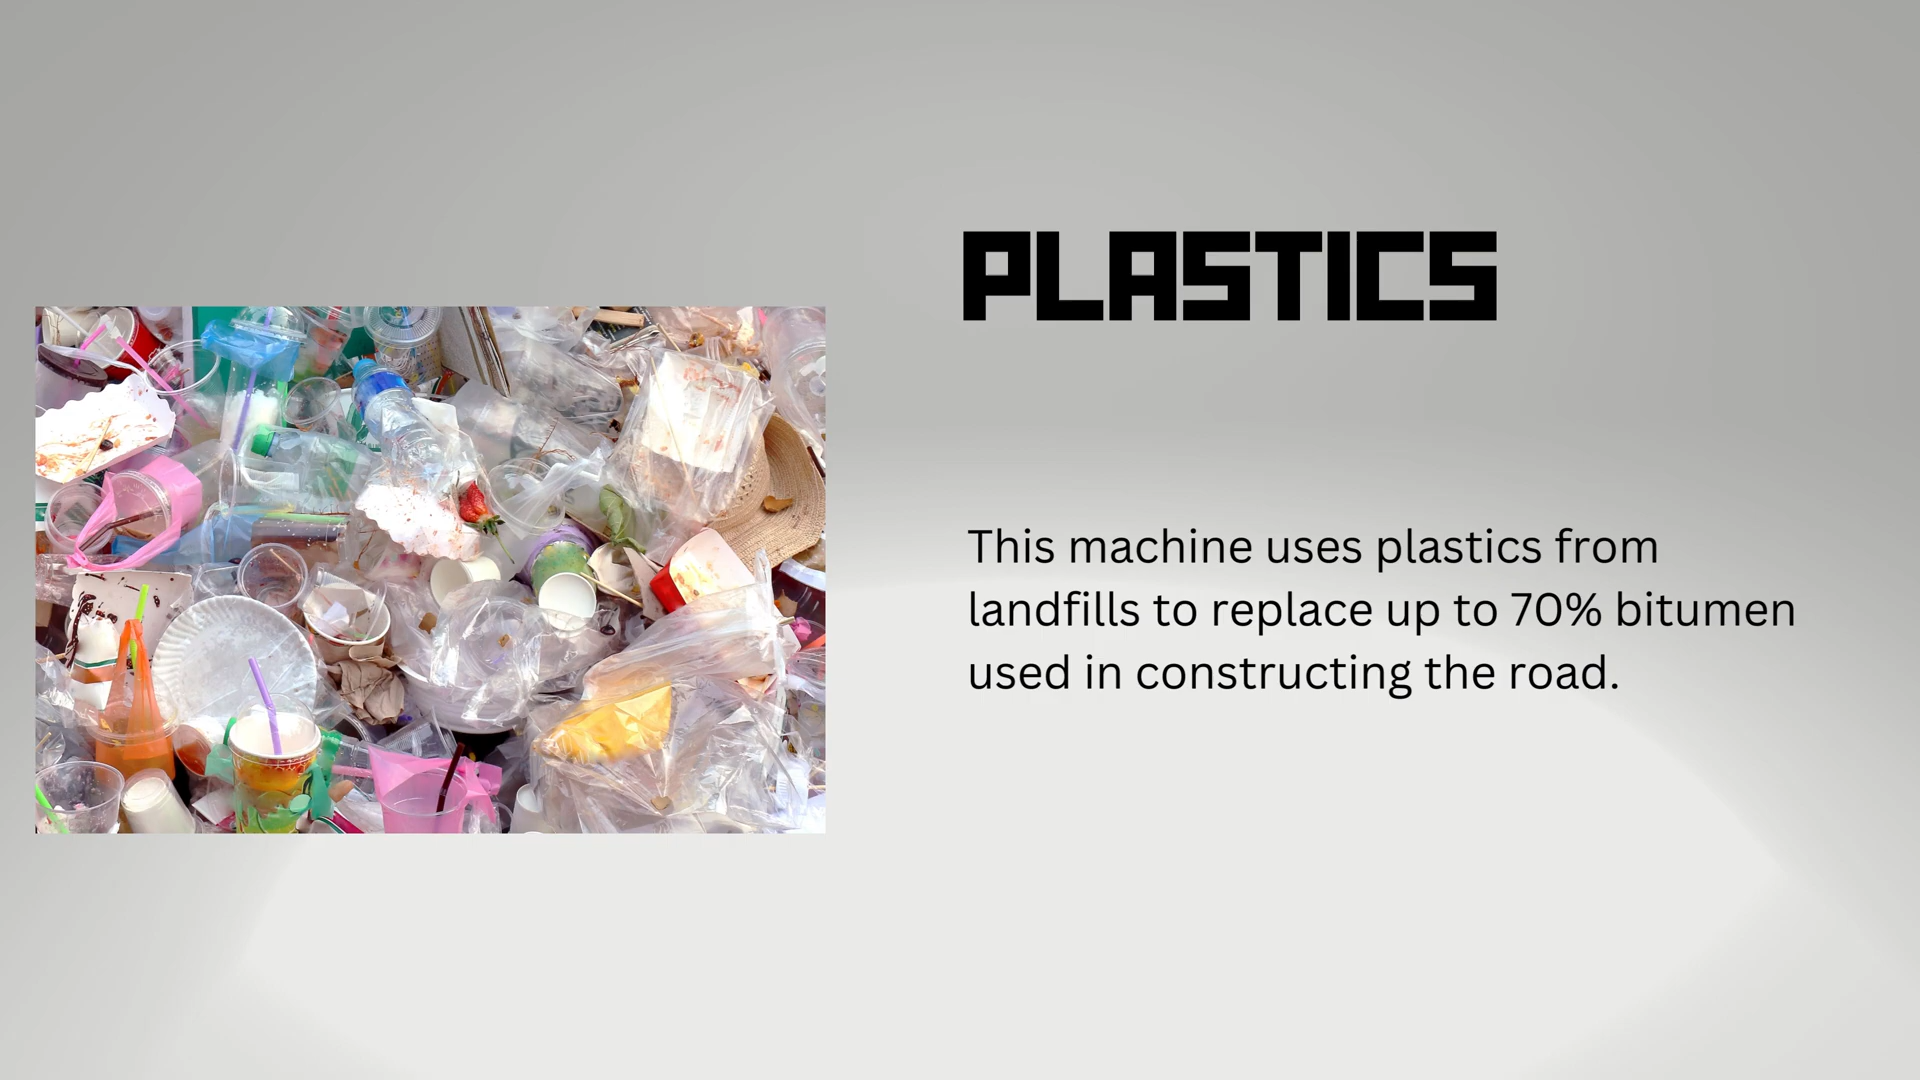 PLASTICS
This machine uses plastics from
landfills to replace up to 70% bitumen
used in constructing the road.